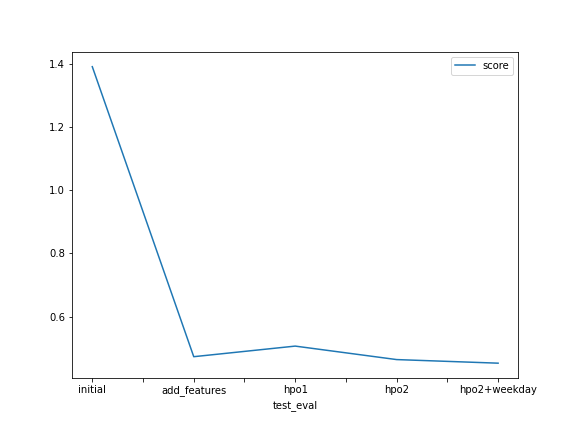 score
1.4
1.2
1.0
0.8
0.6
initial add_features hpo1 hpo2 hpo2+weekday
test_eval